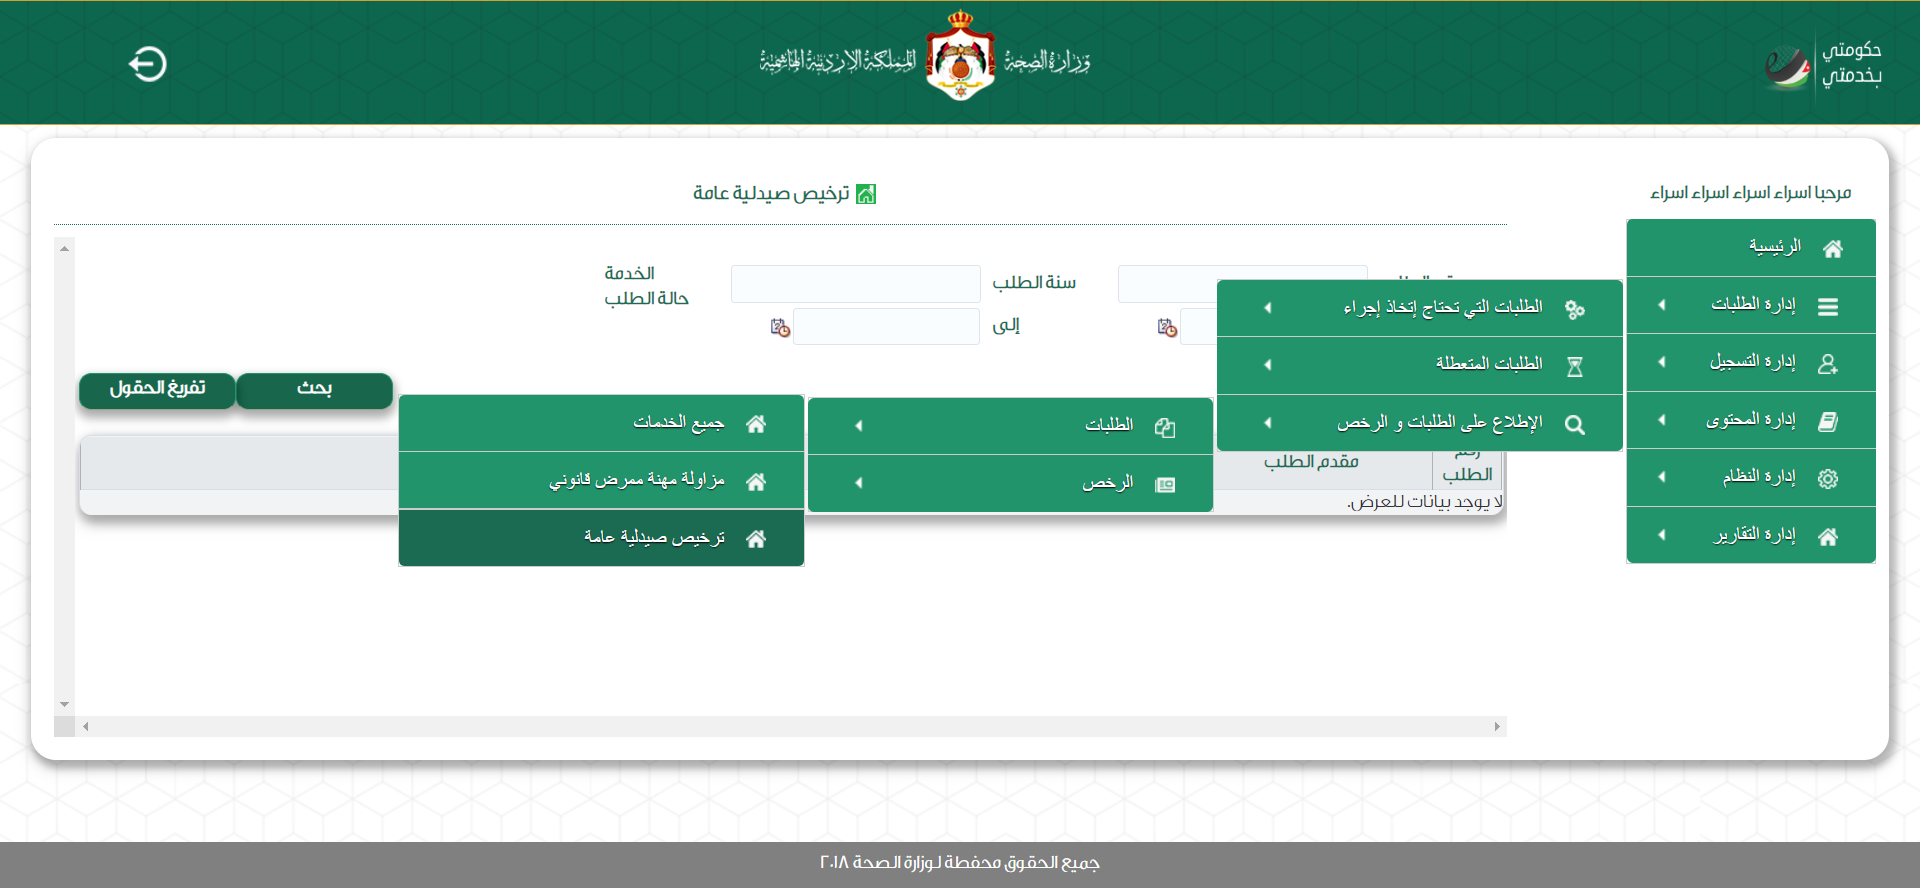 حكومتي
بخدمتي
وزارة الصحة
المملكة الاردنية الهاشمية
مرحبا اسراء اسراء اسراء اسراء
ترخيص صيدلية عامة
الرئيسية
إدارة الطلبات
إدارة التسجيل
إدارة المحتوى
إدارة النظام
إدارة التقارير
سنة الطلب
الخدمة
حالة الطلب
إلى
الطلبات التي تحتاج إتخاذ إجراء
الطلبات المتعطلة
الإطلاع على الطلبات و الرخص
الطلبات
الرخص
جميع الخدمات
مزاولة مهنة ممرض قانوني
ترخيص صيدلية عامة
بحث
تفريغ الحقول
رقم
الطلب
مقدم الطلب
لا يوجد بيانات للعرض.
جميع الحقوق محفطة لوزارة الصحة ٢٠١٨